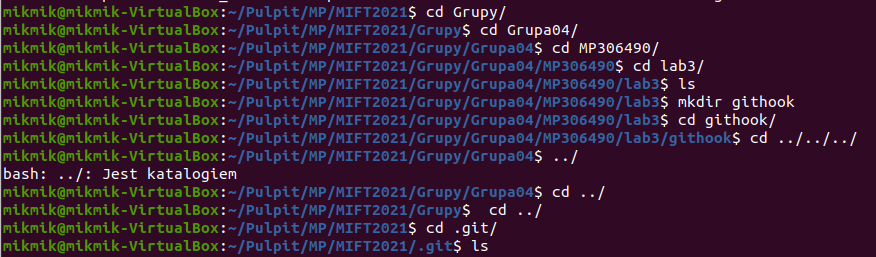 mikmik@mikmik-VirtualBox:~/Pulpit/MP/MIFT2021$ cd Grupy/
mikmik@mikmik-VirtualBox:~/Pulpit/MP/MIFT2021/Grupy$ cd Grupa04/
mikmik@mikmik-VirtualBox:~/Pulpit/MP/MIFT2021/Grupy/Grupa04$ cd MP306490/
mikmik@mikmik-VirtualBox:~/Pulpit/MP/MIFT2021/Grupy/Grupa04/MP306490$ cd lab3/
mikmik@mikmik-VirtualBox:~/Pulpit/MP/MIFT2021/Grupy/Grupa04/MP306490/lab3$ ls
mikmik@mikmik-VirtualBox:~/Pulpit/MP/MIFT2021/Grupy/Grupa04/MP306490/lab3$ mkdir githook
mikmik@mikmik-VirtualBox:~/Pulpit/MP/MIFT2021/Grupy/Grupa04/MP306490/lab3$ cd githook/
mikmik@mikmik-VirtualBox:~/Pulpit/MP/MIFT2021/Grupy/Grupa04/MP306490/lab3/githook$ cd ../../../
mikmik@mikmik-VirtualBox:~/Pulpit/MP/MIFT2021/Grupy/Grupa04$ ../
bash: ../: Jest katalogiem
mikmik@mikmik-VirtualBox:~/Pulpit/MP/MIFT2021/Grupy/Grupa04$ cd ../
mikmik@mikmik-VirtualBox:~/Pulpit/MP/MIFT2021/Grupy$  cd ../
mikmik@mikmik-VirtualBox:~/Pulpit/MP/MIFT2021$ cd .git/
mikmik@mikmik-VirtualBox:~/Pulpit/MP/MIFT2021/.git$ ls